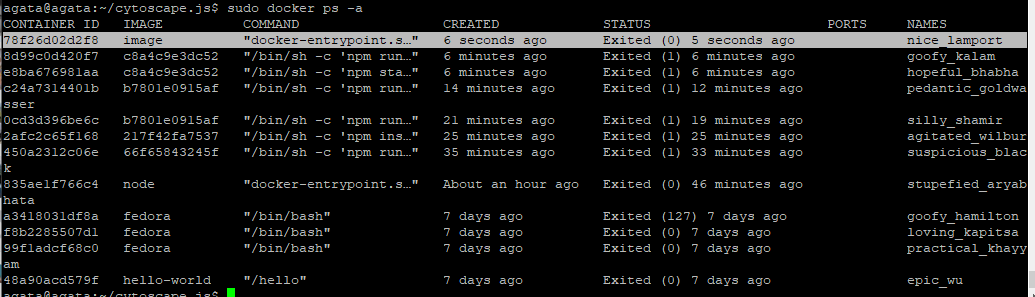 agata@agata:~/cytoscape.js$ sudo docker ps -a
CONTAINER ID   IMAGE          COMMAND                  CREATED             STATUS                       PORTS     NAMES
78f26d02d2f8   image          "docker-entrypoint.s…"   6 seconds ago       Exited (0) 5 seconds ago               nice_lamport
8d99c0d420f7   c8a4c9e3dc52   "/bin/sh -c 'npm run…"   6 minutes ago       Exited (1) 6 minutes ago               goofy_kalam
e8ba676981aa   c8a4c9e3dc52   "/bin/sh -c 'npm sta…"   6 minutes ago       Exited (1) 6 minutes ago               hopeful_bhabha
c24a7314401b   b7801e0915af   "/bin/sh -c 'npm run…"   14 minutes ago      Exited (1) 12 minutes ago              pedantic_goldwa
sser
0cd3d396be6c   b7801e0915af   "/bin/sh -c 'npm run…"   21 minutes ago      Exited (1) 19 minutes ago              silly_shamir
2afc2c65f168   217f42fa7537   "/bin/sh -c 'npm ins…"   25 minutes ago      Exited (1) 25 minutes ago              agitated_wilbur
450a2312c06e   66f65843245f   "/bin/sh -c 'npm run…"   35 minutes ago      Exited (1) 33 minutes ago              suspicious_blac
k
835ae1f766c4   node           "docker-entrypoint.s…"   About an hour ago   Exited (0) 46 minutes ago              stupefied_aryab
hata
a3418031df8a   fedora         "/bin/bash"              7 days ago          Exited (127) 7 days ago                goofy_hamilton
f8b2285507d1   fedora         "/bin/bash"              7 days ago          Exited (0) 7 days ago                  loving_kapitsa
99f1adcf68c0   fedora         "/bin/bash"              7 days ago          Exited (0) 7 days ago                  practical_khayy
am
48a90acd579f   hello-world    "/hello"                 7 days ago          Exited (0) 7 days ago                  epic_wu
agata@agata:~/cytoscape.js$